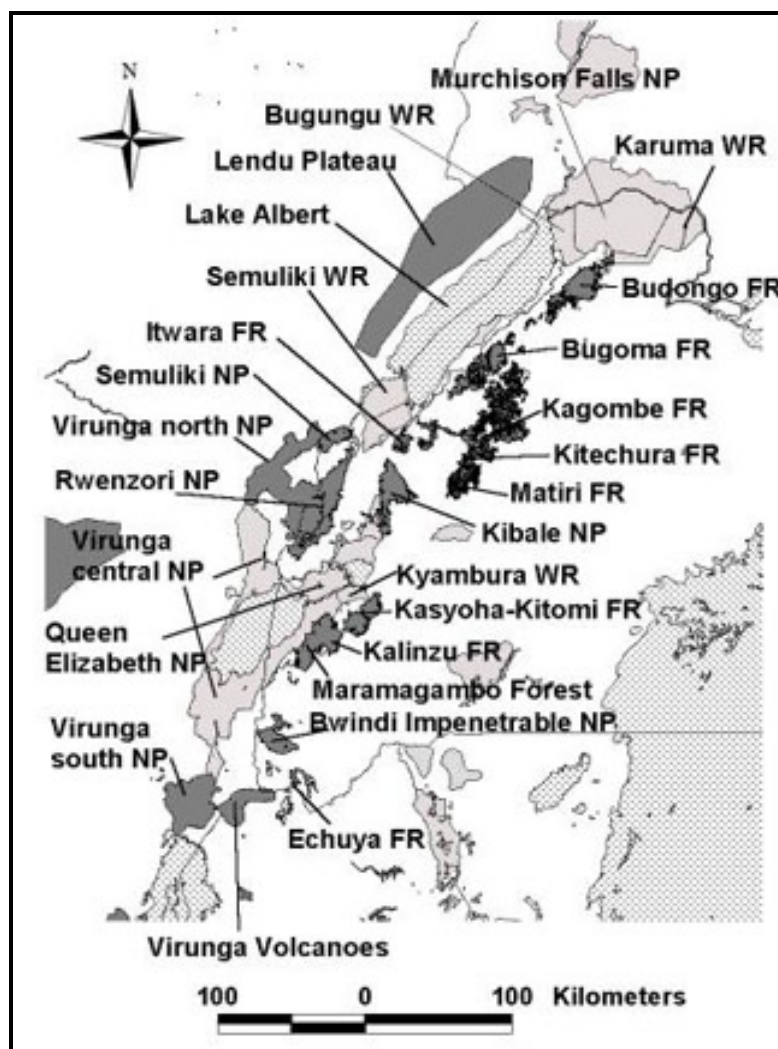 N
Murchison Falls NP
Bugungu WR
Karuma WR
Lendu Plateau
Lake Albert
Semuliki WR
Budongo FR
Itwara FR
Bugoma FR
Semuliki NP
Kagombe FR
Virunga north NP
Kitechura FR
Rwenzori NP
Matiri FR
Kibale NP
Virunga
central NP
Kyambura WR
Kasyoha-Kitomi FR
Queen
Elizabeth NP
Kalinzu FR
Maramagambo Forest
Bwindi Impenetrable NP
Virunga
south NP
Echuya FR
Virunga Volcanoes
100 0 100 Kilometers